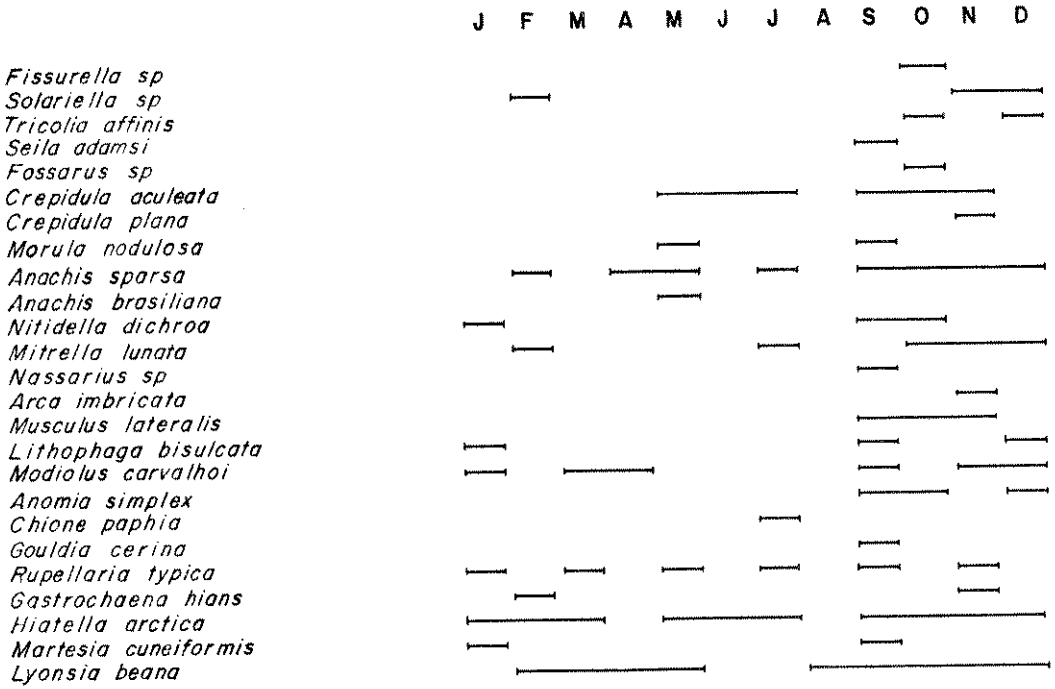 J F M A M J J A S O N D
Fissurella sp
Solariella sp
Tricolia affinis
Seila adamsi
Fossarus sp
Crepidula aculeata
Crepidula plana
Morula nodulosa
Anachis sparsa
Anachis brasiliana
Nitidella dichroa
Mitrella lunata
Nassarius sp
Arca imbricata
Musculus lateralis
Lithophaga bisulcata
Modiolus carvalhoi
Anomia simplex
Chione paphia
Gouldia cerina
Rupellaria typica
Gastrochaena hians
Hiatella arctica
Martesia cuneiformis
Lyonsia beana